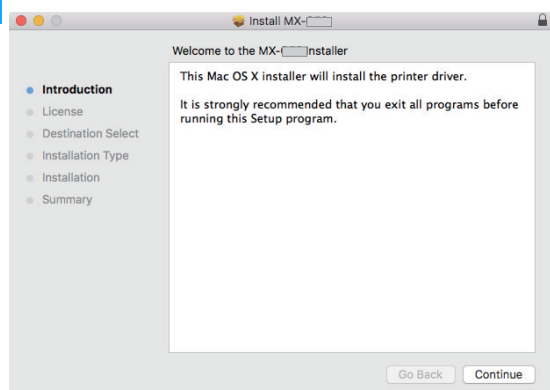 Install MX-
Welcome to the MX- Installer
Introduction
License
Destination Select
Installation Type
Installation
Summary
This Mac OS X installer will install the printer driver.
It is strongly recommended that you exit all programs before
running this Setup program.
Go Back
Continue